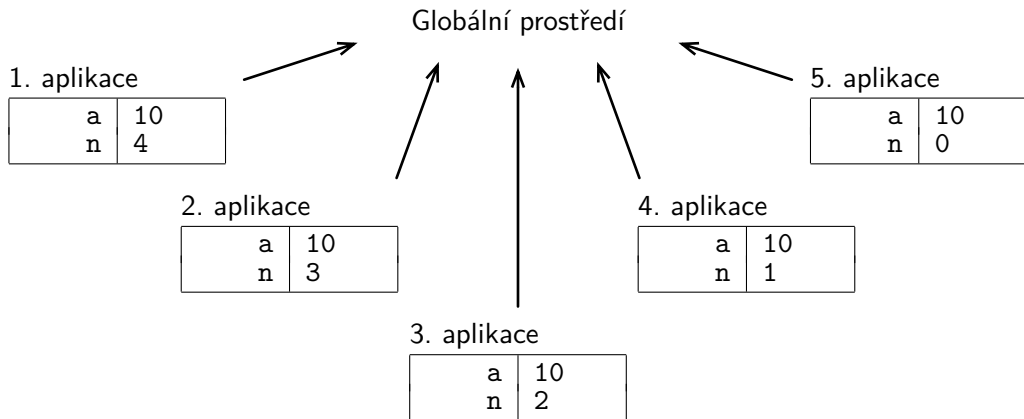 Globální prostředí
1. aplikace
a 10
n 4
5. aplikace
a 10
n 0
2. aplikace
a 10
n 3
4. aplikace
a 10
n 1
3. aplikace
a 10
n 2